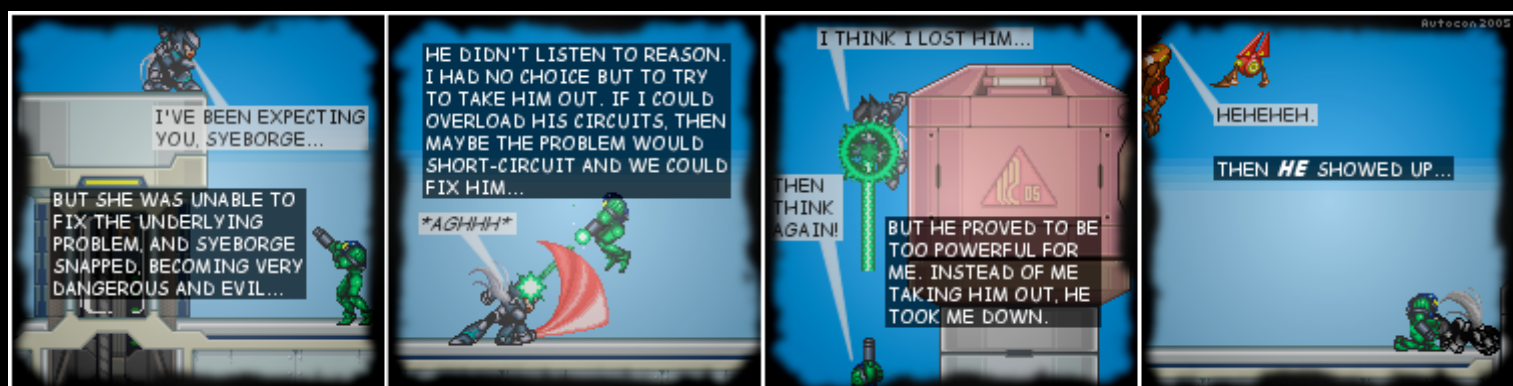 I'VE BEEN EXPECTING
YOU, SYEBORGE...
BUT SHE WAS UNABLE TO
FIX THE UNDERLYING
PROBLEM, AND SYEBORGE
SNAPPED, BECOMING VERY
DANGEROUS AND EVIL...
HE DIDN'T LISTEN TO REASON.
I HAD NO CHOICE BUT TO TRY
TO TAKE HIM OUT. IF I COULD
OVERLOAD HIS CIRCUITS, THEN
MAYBE THE PROBLEM WOULD
SHORT-CIRCUIT AND WE COULD
FIX HIM...
*AGHHH*
I THINK I LOST HIM...
THEN
THINK
AGAIN!
05
BUT HE PROVED TO BE
TOO POWERFUL FOR
ME. INSTEAD OF ME
TAKING HIM OUT, HE
TOOK ME DOWN.
Autocon2005
HEHEHEH.
THEN HE SHOWED UP...